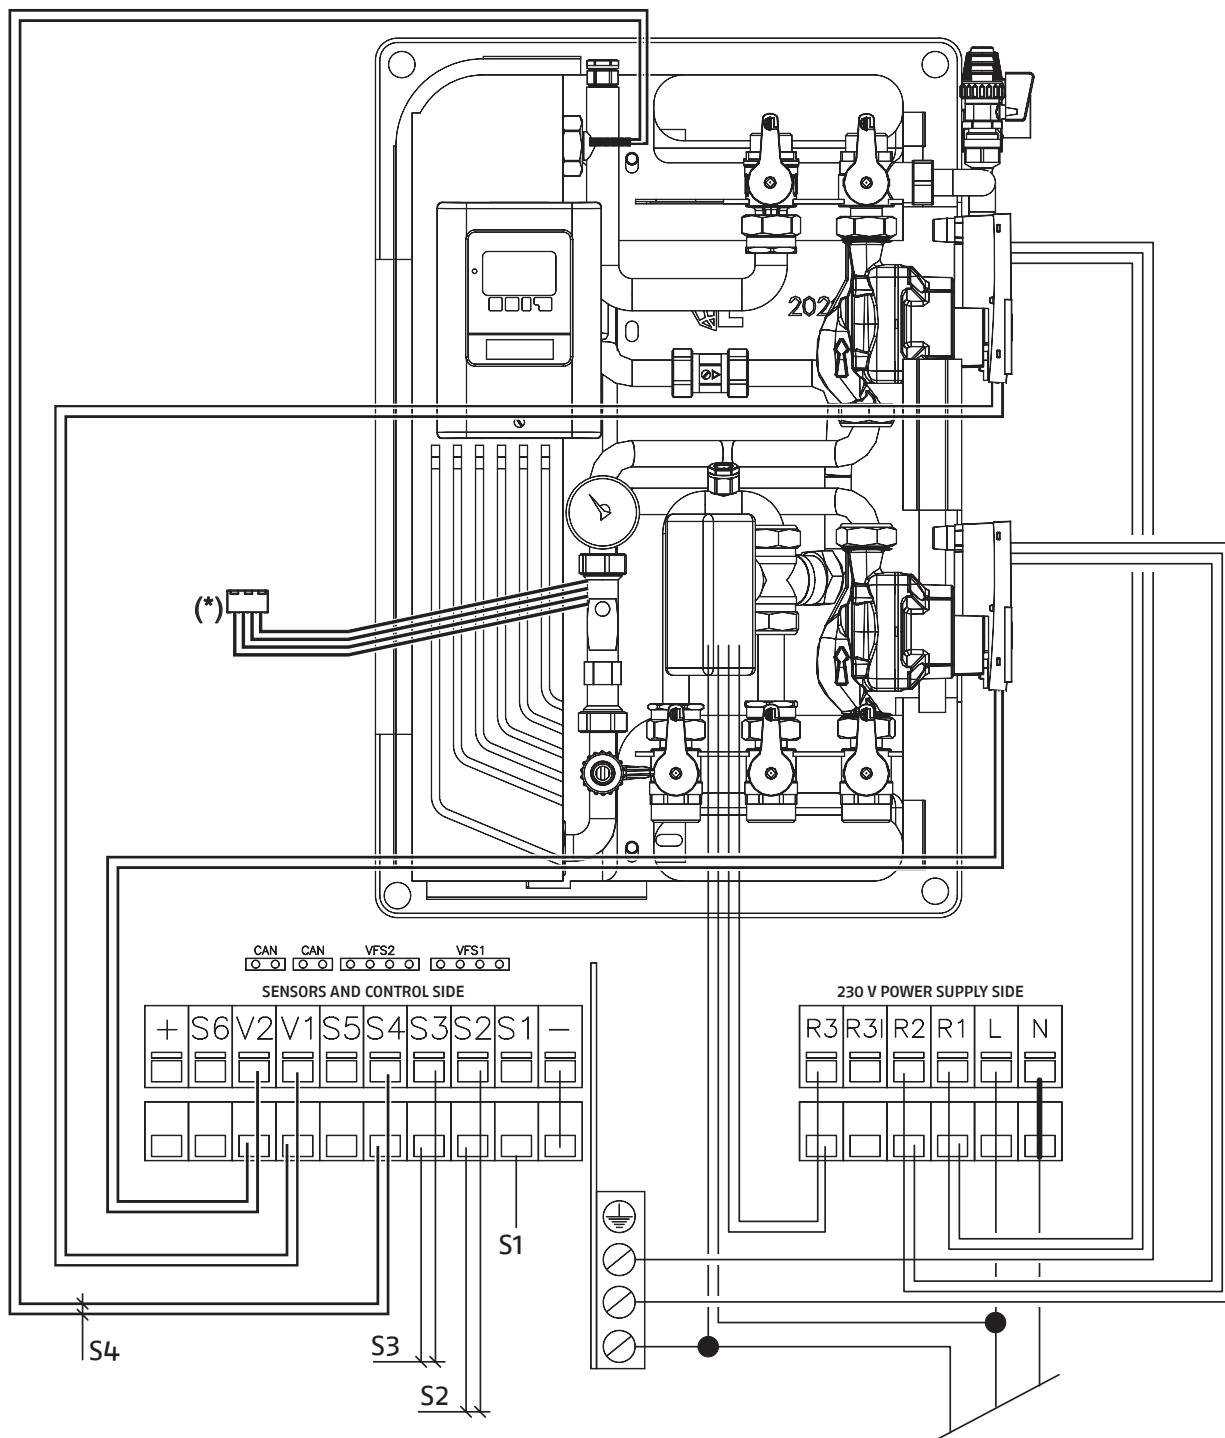 202
(*)
CAN CAN VFS2 VFS1
SENSORS AND CONTROL SIDE
230 V POWER SUPPLY SIDE
+ S6 V2 V1 S5 S4 S3 S2 S1 −
R3 R3I R2 R1 L N
S1
S4
S3
S2